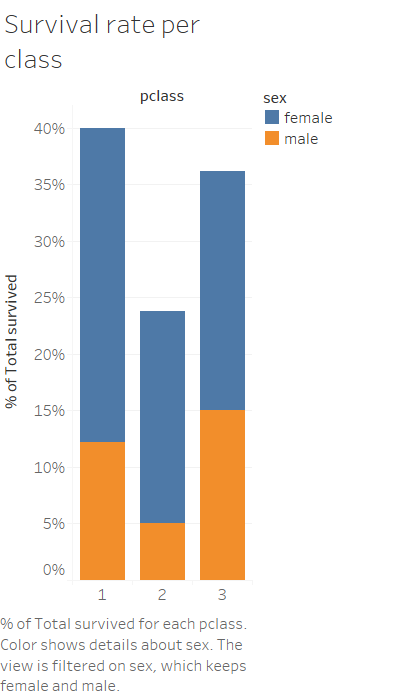 Survival rate per
class
pclass
sex
female
male
40%
35%
30%
25%
20%
15%
10%
5%
0%
% of Total survived
1 2 3
% of Total survived for each pclass.
Color shows details about sex. The
view is filtered on sex, which keeps
female and male.